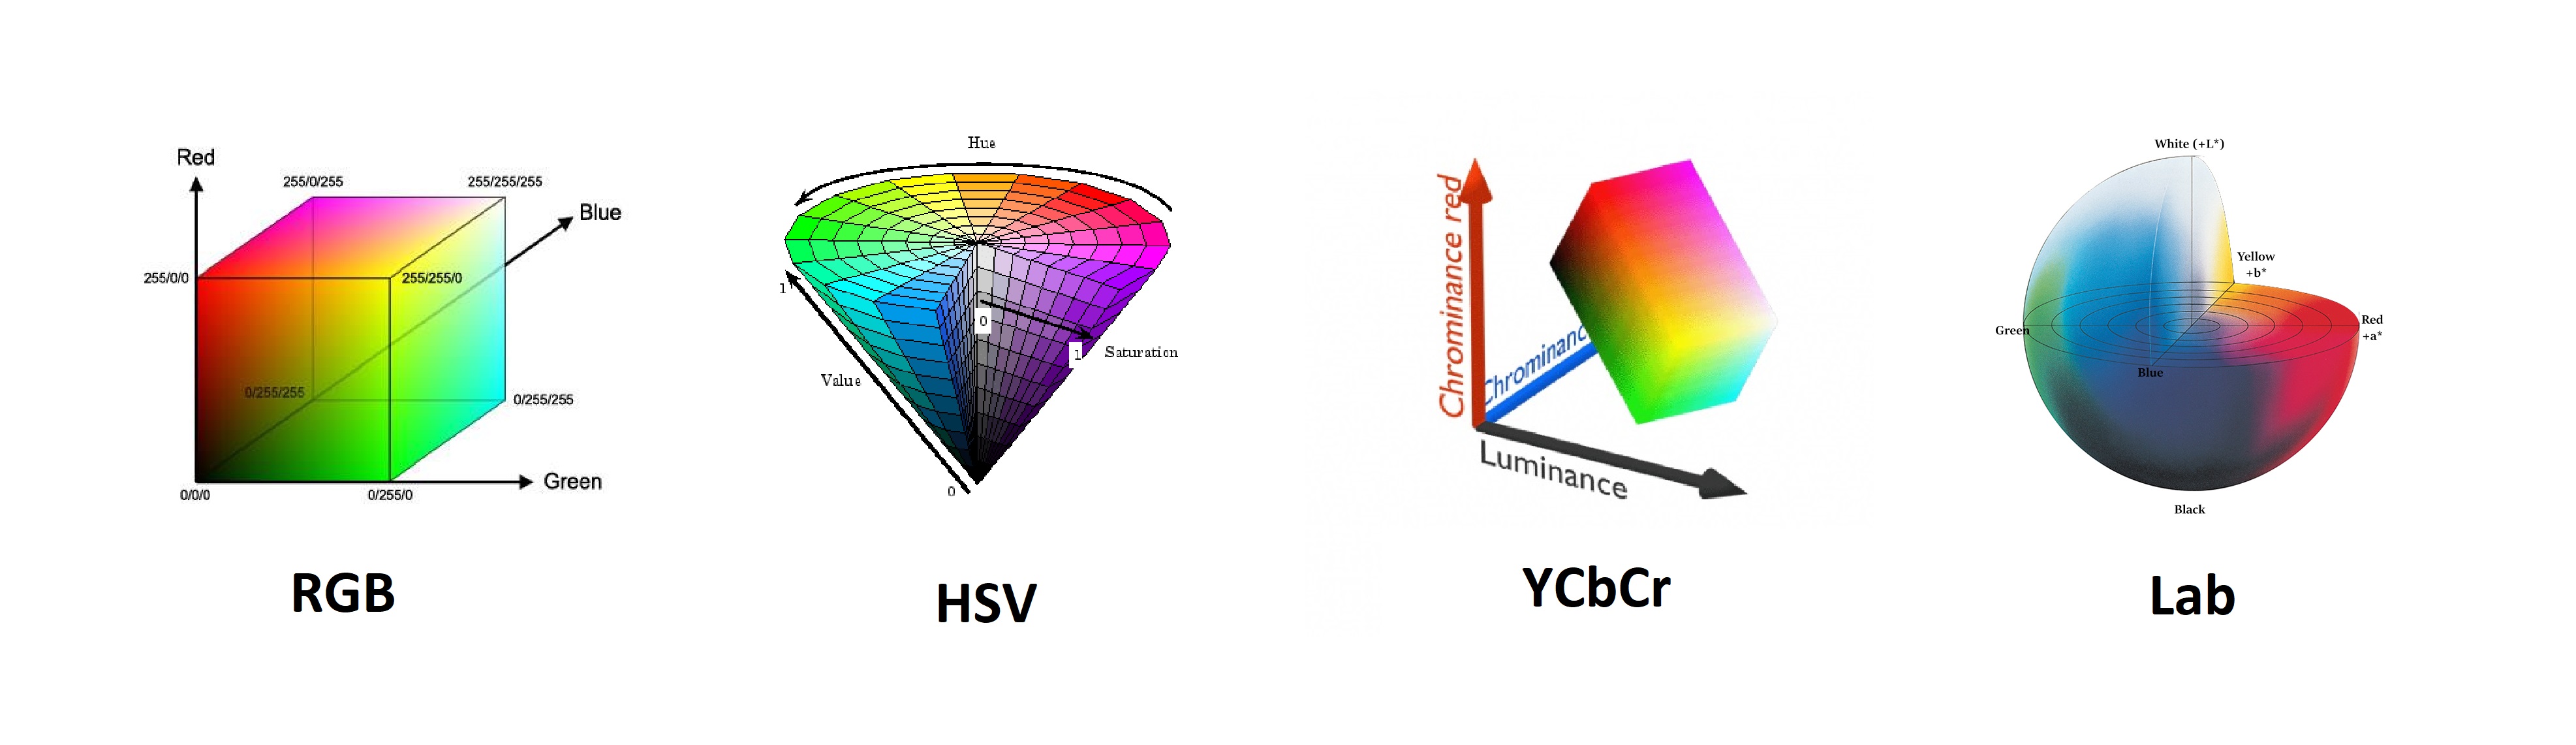 Red
255/0/255
255/255/255
Blue
255/0/0
255/255/0
0/255/255
0/255/255
0/0/0
0/255/0
Green
RGB
Hue
1
0
1
Saturation
Value
0
HSV
Chrominance red
Chrominanc
Luminance
YCbCr
White (+L*)
Yellow
+b*
Green
Red
+a*
Blue
Black
Lab